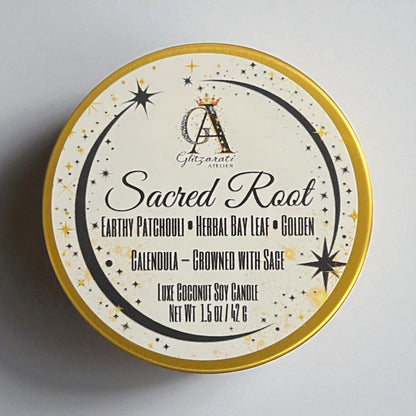 GA
Glitzarati
ATELIER
Sacred Root
EARTHY PATCHOULI • HERBAL BAY LEAF • GOLDEN
CALENDULA – CROWNED WITH SAGE
LUXE COCONUT SOY CANDLE
NET WT 1.5 OZ / 42 G